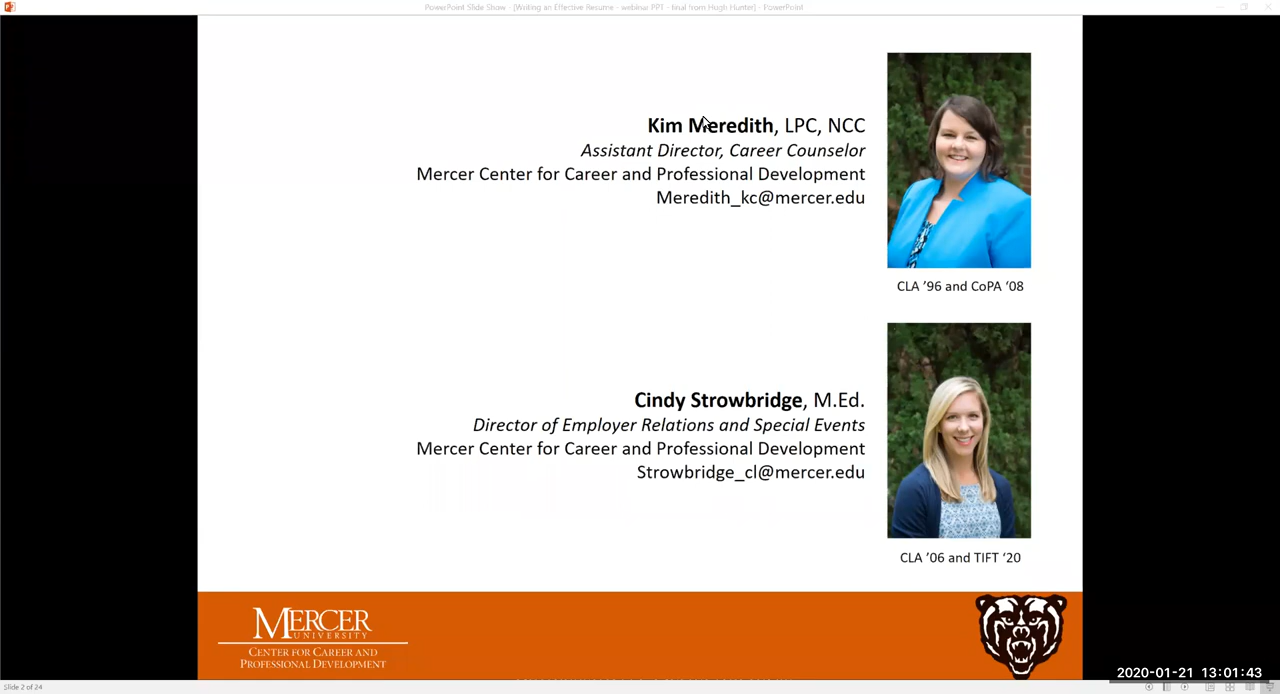 PowerPoint Slide Show - [Writing an Effective Resume - webinar PPT - final from Hugh Hunter] - PowerPoint
Kim Meredith, LPC, NCC
Assistant Director, Career Counselor
Mercer Center for Career and Professional Development
Meredith_kc@mercer.edu
CLA ’96 and CoPA ‘08
Cindy Strowbridge, M.Ed.
Director of Employer Relations and Special Events
Mercer Center for Career and Professional Development
Strowbridge_cl@mercer.edu
CLA ’06 and TIFT ‘20
MERCER
UNIVERSITY
CENTER FOR CAREER AND
PROFESSIONAL DEVELOPMENT
2020-01-21 13:01:43
Slide 2 of 24